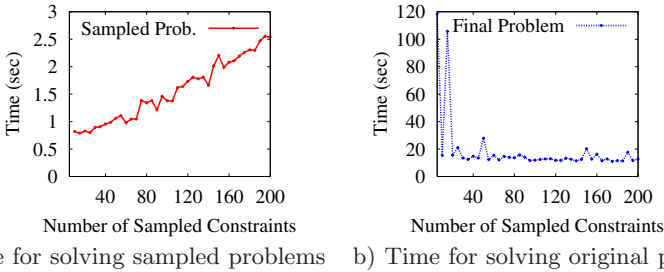 3
2.5
2
1.5
1
0.5
0
Time (sec)
Sampled Prob.
40 80 120 160 200
Number of Sampled Constraints
120
100
80
60
40
20
0
Time (sec)
Final Problem
40 80 120 160 200
Number of Sampled Constraints
e for solving sampled problems
b) Time for solving original p